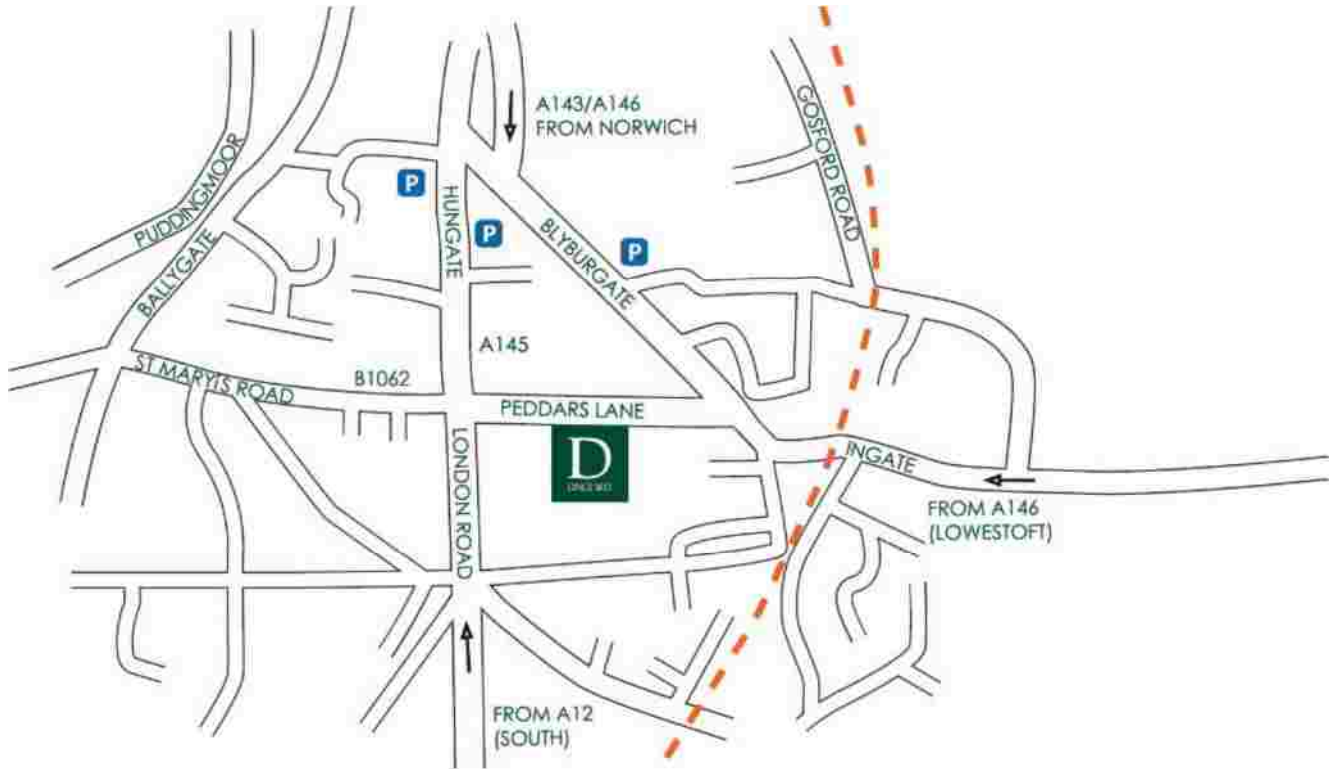 A143/A146
FROM NORWICH
GOSFORD ROAD
PUDDINGMOOR
P
HUNGATE
P
BLYBURGATE
P
BALLYGATE
A145
ST MARY1S ROAD
B1062
PEDDARS LANE
D
LONDON ROAD
INGATE
FROM A146
(LOWESTOFT)
FROM A12
(SOUTH)